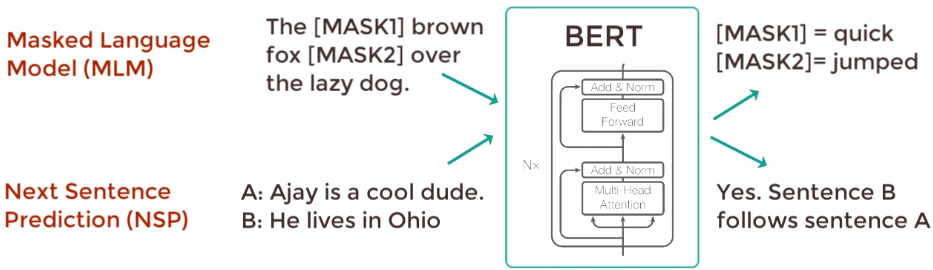 Masked Language
Model (MLM)
The [MASK1] brown
fox [MASK2] over
the lazy dog.
BERT
Add & Norm
Feed
Forward
N×
Add & Norm
Multi-Head
Attention
[MASK1] = quick
[MASK2]= jumped
Next Sentence
Prediction (NSP)
A: Ajay is a cool dude.
B: He lives in Ohio
Yes. Sentence B
follows sentence A